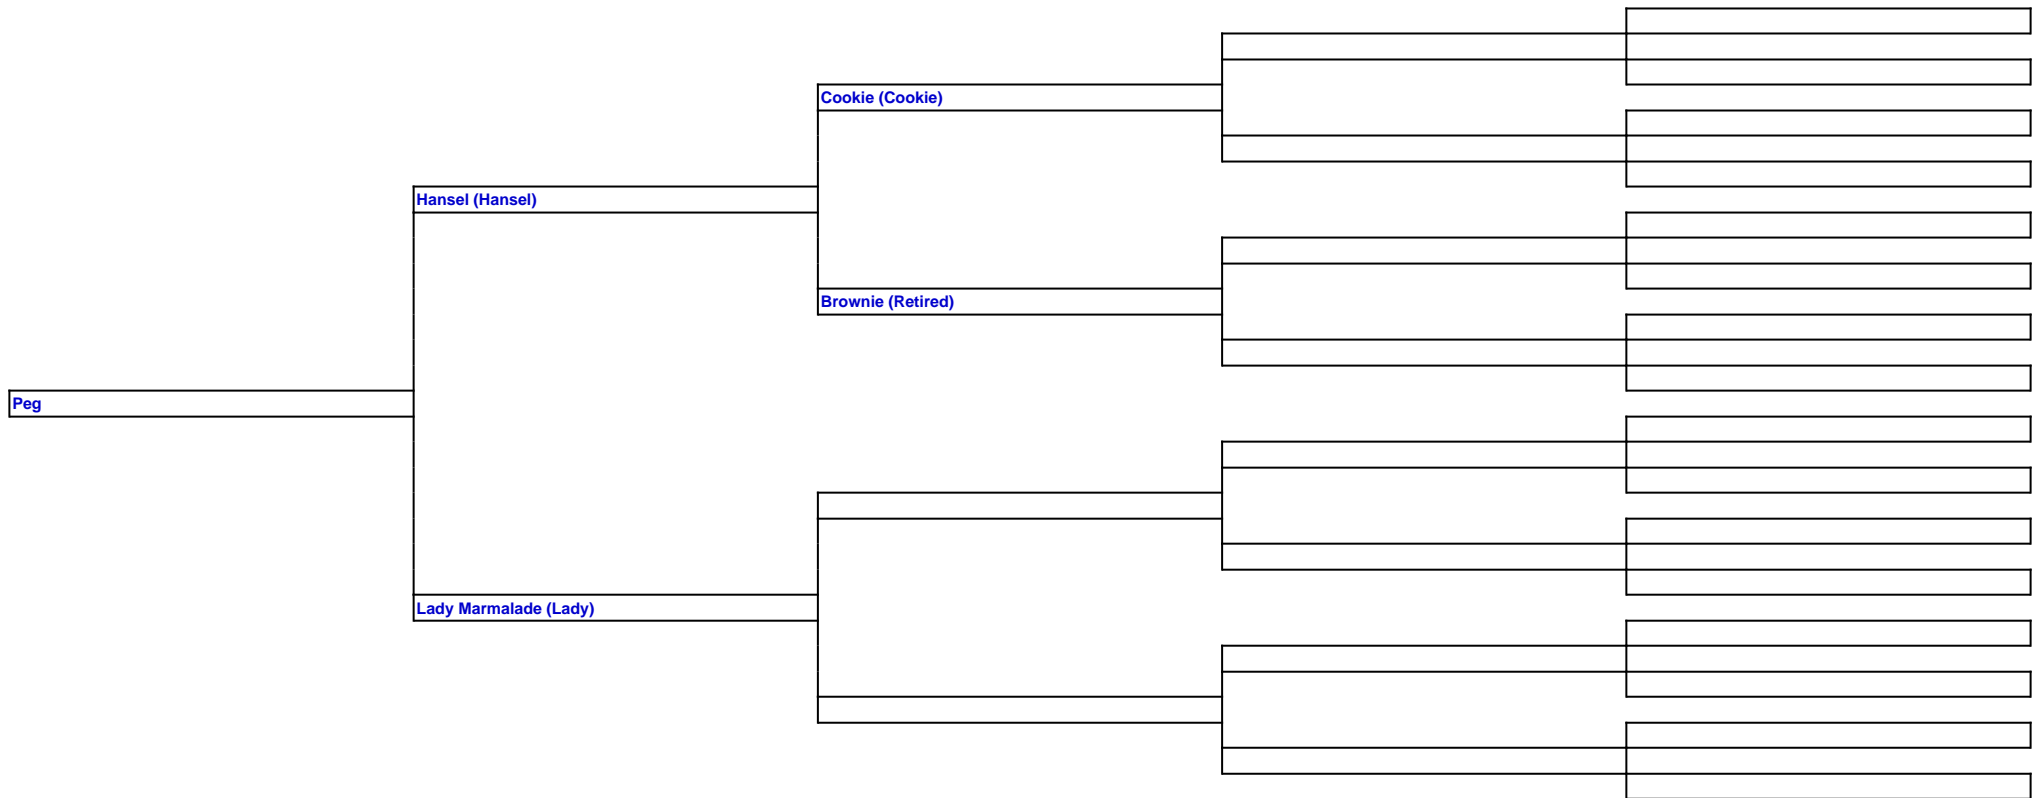 Cookie (Cookie)
Hansel (Hansel)
Brownie (Retired)
Peg
Lady Marmalade (Lady)